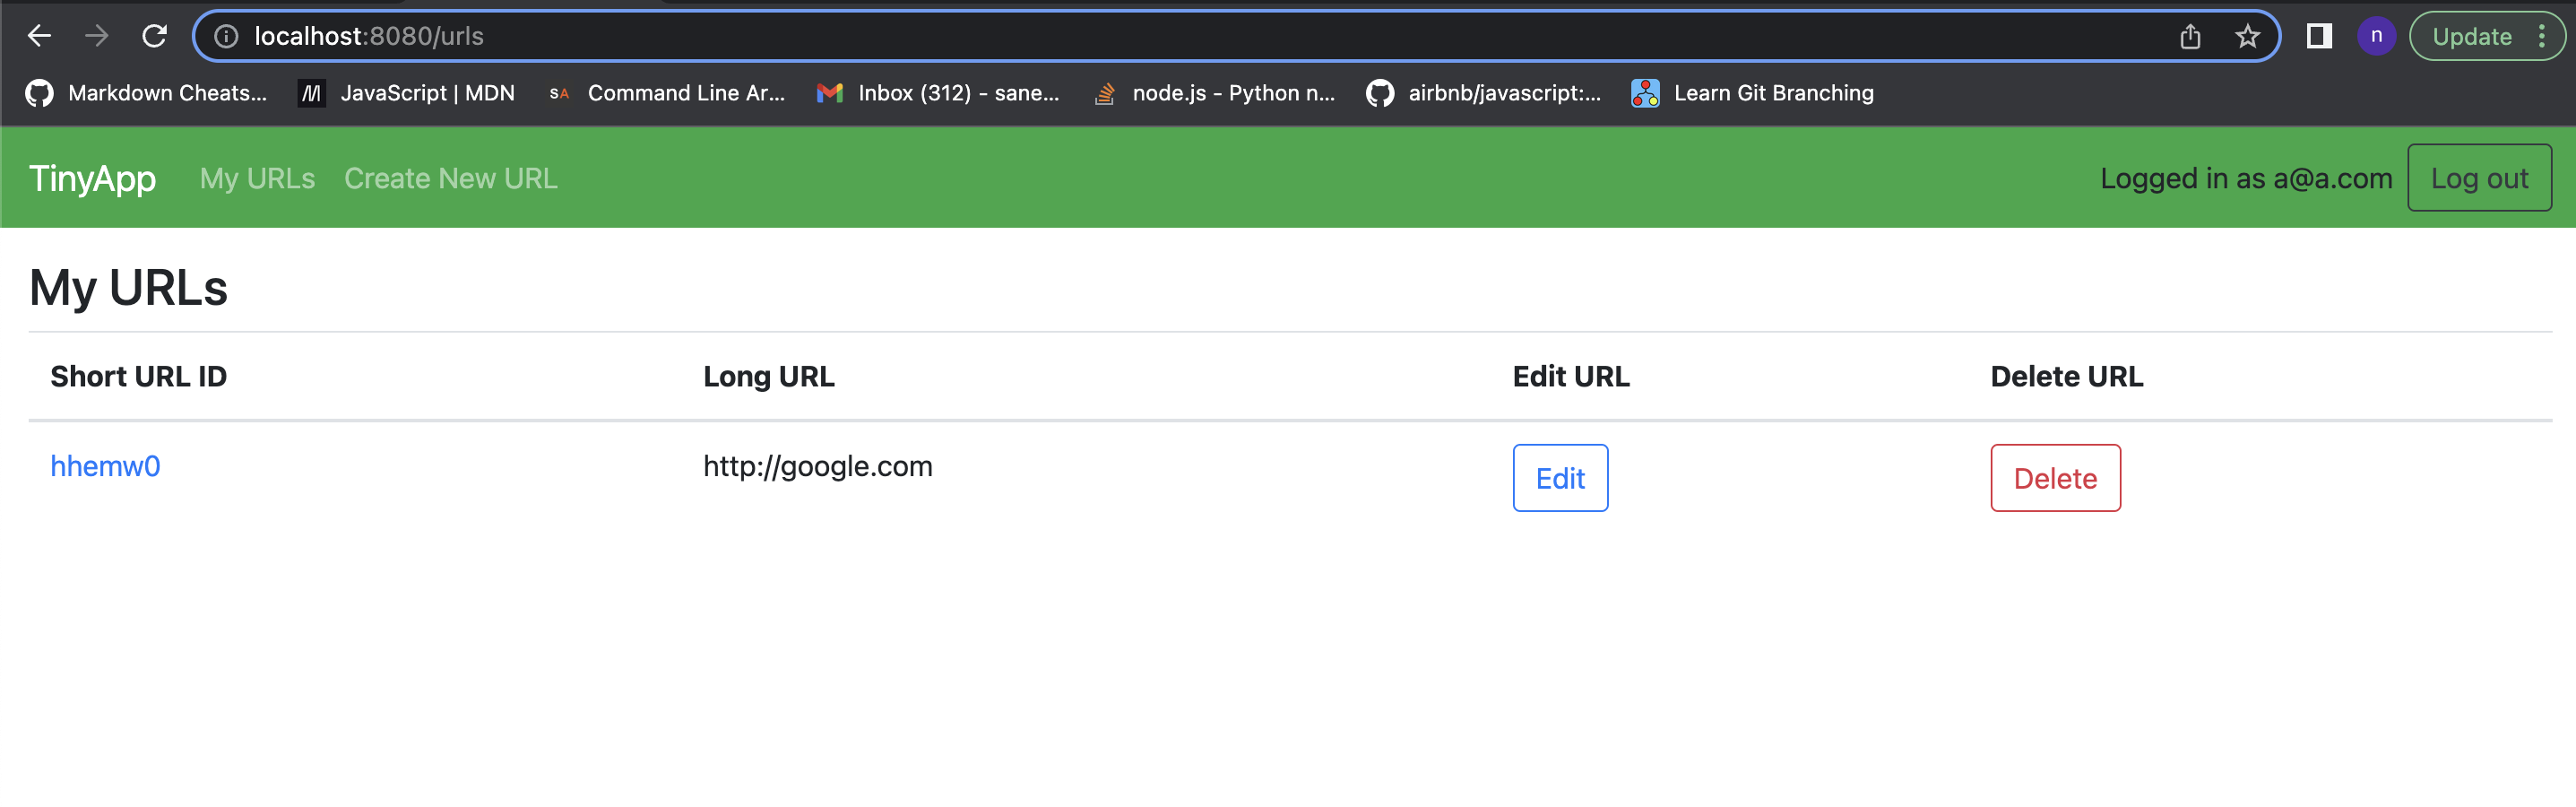 localhost:8080/urls
n
Update
Markdown Cheats... JavaScript | MDN SA Command Line Ar... Inbox (312) - sane... node.js - Python n... airbnb/javascript:... Learn Git Branching
TinyApp My URLs Create New URL Logged in as a@a.com Log out
My URLs
Short URL ID Long URL Edit URL Delete URL
hhemw0 http://google.com Edit Delete